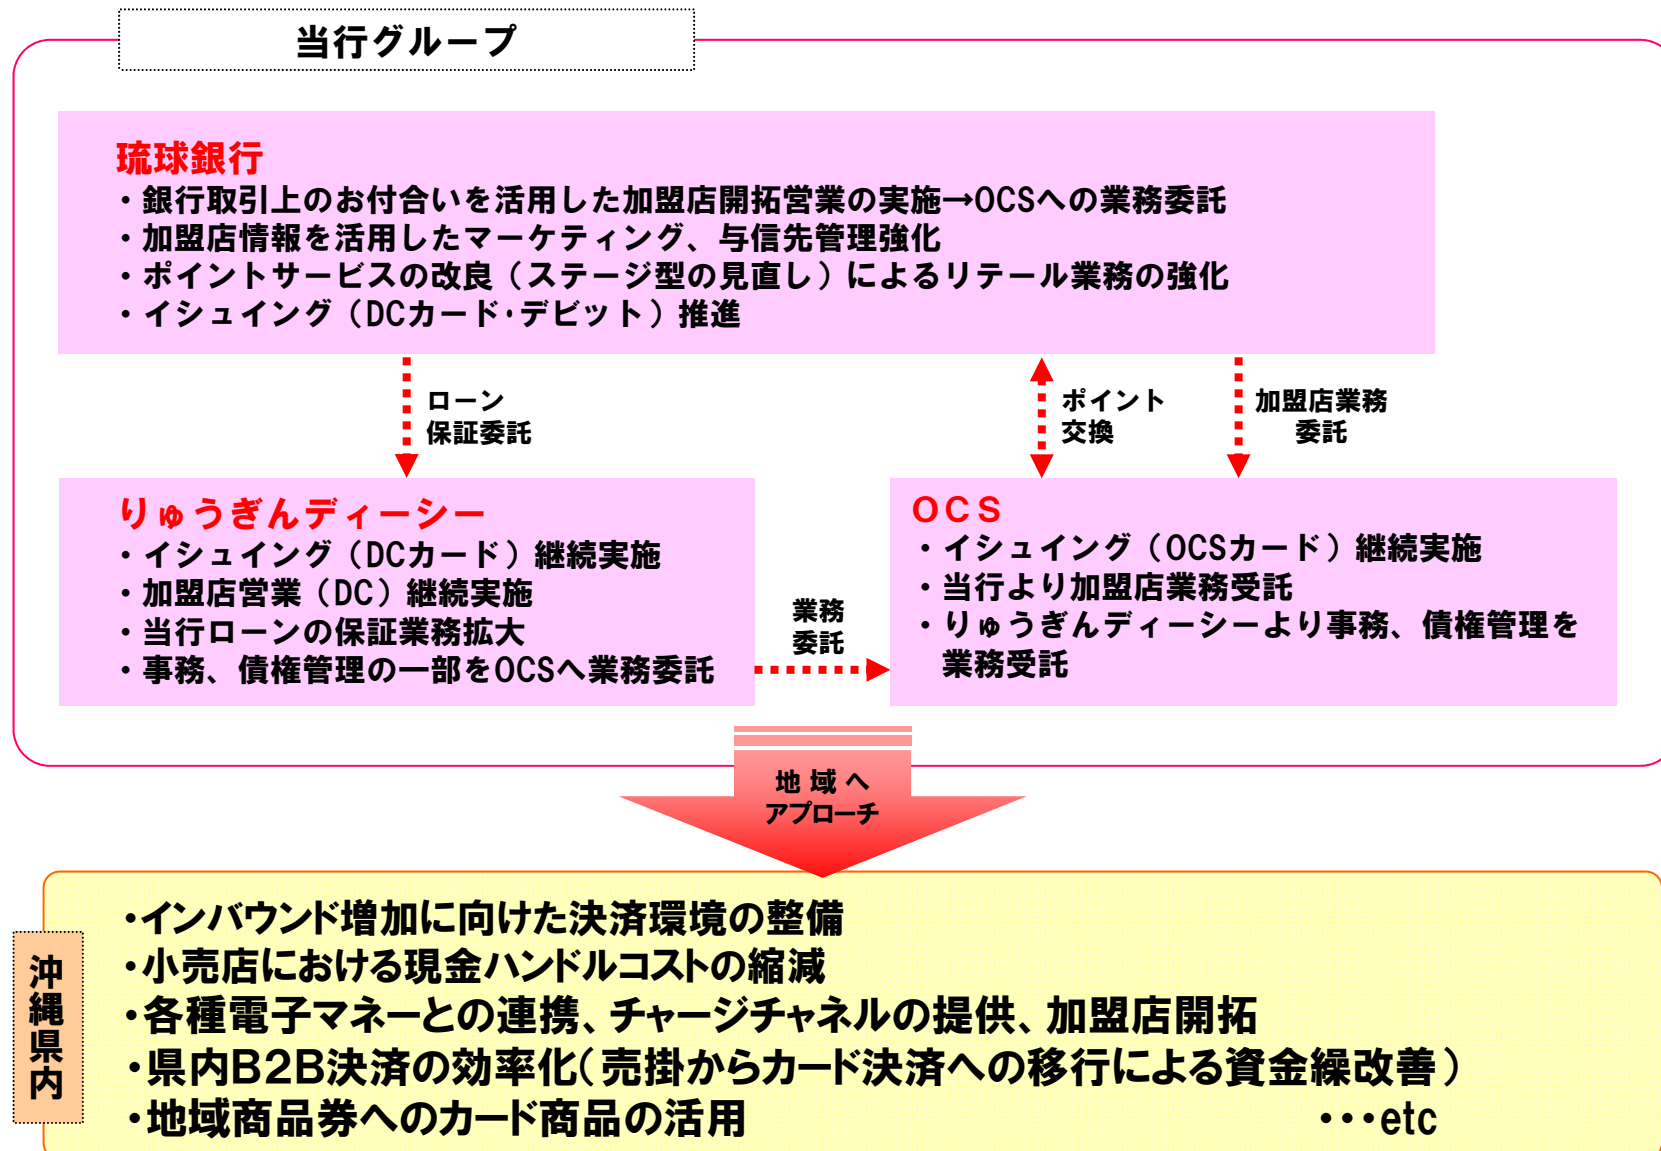 当行グループ
琉球銀行
・銀行取引上のお付合いを活用した加盟店開拓営業の実施→OCSへの業務委託
・加盟店情報を活用したマーケティング、与信先管理強化
・ポイントサービスの改良（ステージ型の見直し）によるリテール業務の強化
・イシュイング（DCカード・デビット）推進
ローン
保証委託
ポイント
交換
加盟店業務
委託
りゅうぎんディーシー
・イシュイング（DCカード）継続実施
・加盟店営業（DC）継続実施
・当行ローンの保証業務拡大
・事務、債権管理の一部をOCSへ業務委託
業務
委託
OCS
・イシュイング（OCSカード）継続実施
・当行より加盟店業務受託
・りゅうぎんディーシーより事務、債権管理を
業務受託
地域へ
アプローチ
沖縄県内
・インバウンド増加に向けた決済環境の整備
・小売店における現金ハンドルコストの縮減
・各種電子マネーとの連携、チャージチャネルの提供、加盟店開拓
・県内B2B決済の効率化（売掛からカード決済への移行による資金繰改善）
・地域商品券へのカード商品の活用 ・・・etc